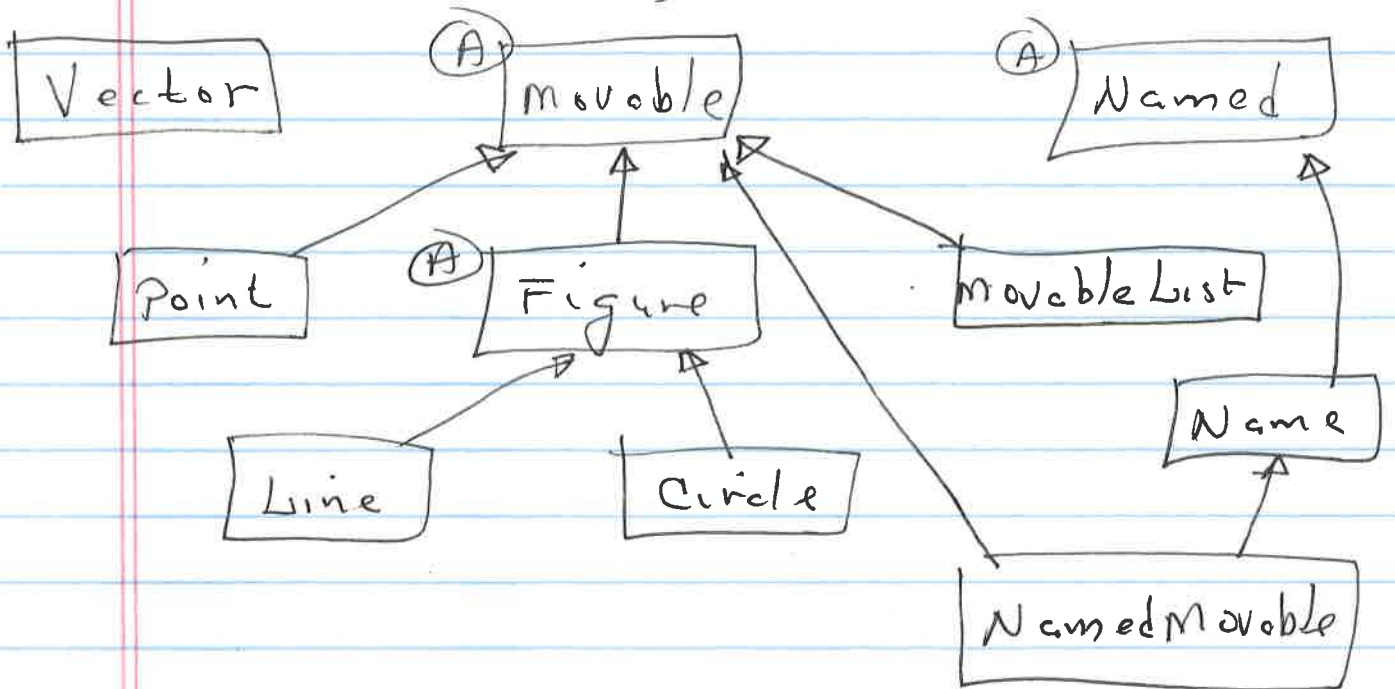 Vector
A
Movable
A
Named
Point
A
Figure
MovableList
Name
Line
Circle
NamedMovable